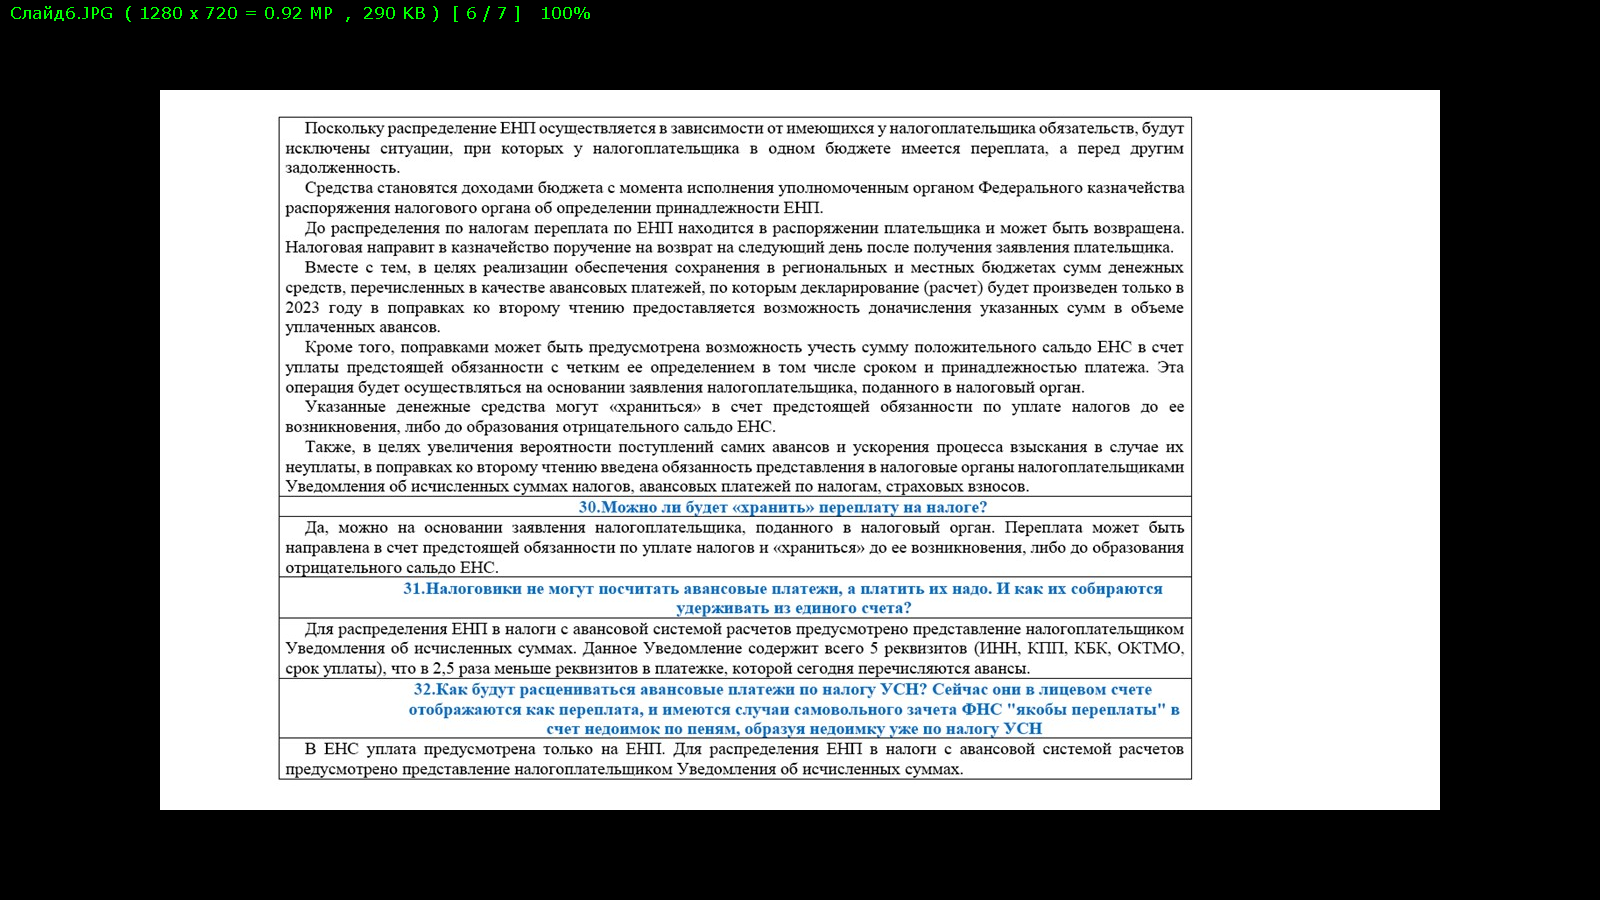 Слайд6.JPG ( 1280 x 720 = 0.92 MP , 290 KB ) [ 6 / 7 ] 100%
Поскольку распределение ЕНП осуществляется в зависимости от имеющихся у налогоплательщика обязательств, будут
исключены ситуации, при которых у налогоплательщика в одном бюджете имеется переплата, а перед другим
задолженность.
Средства становятся доходами бюджета с момента исполнения уполномоченным органом Федерального казначейства
распоряжения налогового органа об определении принадлежности ЕНП.
До распределения по налогам переплата по ЕНП находится в распоряжении плательщика и может быть возвращена.
Налоговая направит в казначейство поручение на возврат на следующий день после получения заявления плательщика.
Вместе с тем, в целях реализации обеспечения сохранения в региональных и местных бюджетах сумм денежных
средств, перечисленных в качестве авансовых платежей, по которым декларирование (расчет) будет произведен только в
2023 году в поправках ко второму чтению предоставляется возможность доначисления указанных сумм в объеме
уплаченных авансов.
Кроме того, поправками может быть предусмотрена возможность учесть сумму положительного сальдо ЕНС в счет
уплаты предстоящей обязанности с четким ее определением в том числе сроком и принадлежностью платежа. Эта
операция будет осуществляться на основании заявления налогоплательщика, поданного в налоговый орган.
Указанные денежные средства могут «храниться» в счет предстоящей обязанности по уплате налогов до ее
возникновения, либо до образования отрицательного сальдо ЕНС.
Также, в целях увеличения вероятности поступлений самих авансов и ускорения процесса взыскания в случае их
неуплаты, в поправках ко второму чтению введена обязанность представления в налоговые органы налогоплательщиками
Уведомления об исчисленных суммах налогов, авансовых платежей по налогам, страховых взносов.
30.Можно ли будет «хранить» переплату на налоге?
Да, можно на основании заявления налогоплательщика, поданного в налоговый орган. Переплата может быть
направлена в счет предстоящей обязанности по уплате налогов и «храниться» до ее возникновения, либо до образования
отрицательного сальдо ЕНС.
31.Налоговики не могут посчитать авансовые платежи, а платить их надо. И как их собираются
удерживать из единого счета?
Для распределения ЕНП в налоги с авансовой системой расчетов предусмотрено представление налогоплательщиком
Уведомления об исчисленных суммах. Данное Уведомление содержит всего 5 реквизитов (ИНН, КПП, КБК, ОКТМО,
срок уплаты), что в 2,5 раза меньше реквизитов в платежке, которой сегодня перечисляются авансы.
32.Как будут расцениваться авансовые платежи по налогу УСН? Сейчас они в лицевом счете
отображаются как переплата, и имеются случаи самовольного зачета ФНС "якобы переплаты" в
счет недоимок по пеням, образуя недоимку уже по налогу УСН
В ЕНС уплата предусмотрена только на ЕНП. Для распределения ЕНП в налоги с авансовой системой расчетов
предусмотрено представление налогоплательщиком Уведомления об исчисленных суммах.